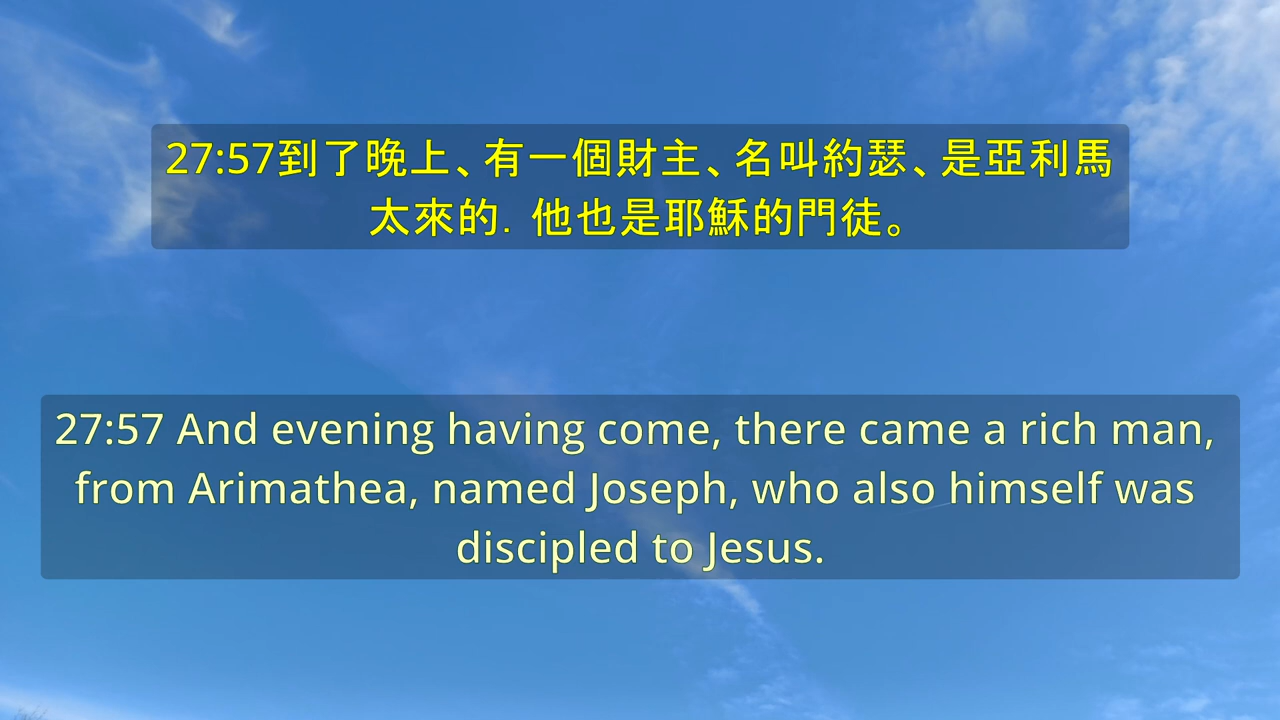 27:57到了晚上、有一個財主、名叫約瑟、是亞利馬
太來的．他也是耶穌的門徒。
27:57 And evening having come, there came a rich man,
from Arimathea, named Joseph, who also himself was
discipled to Jesus.